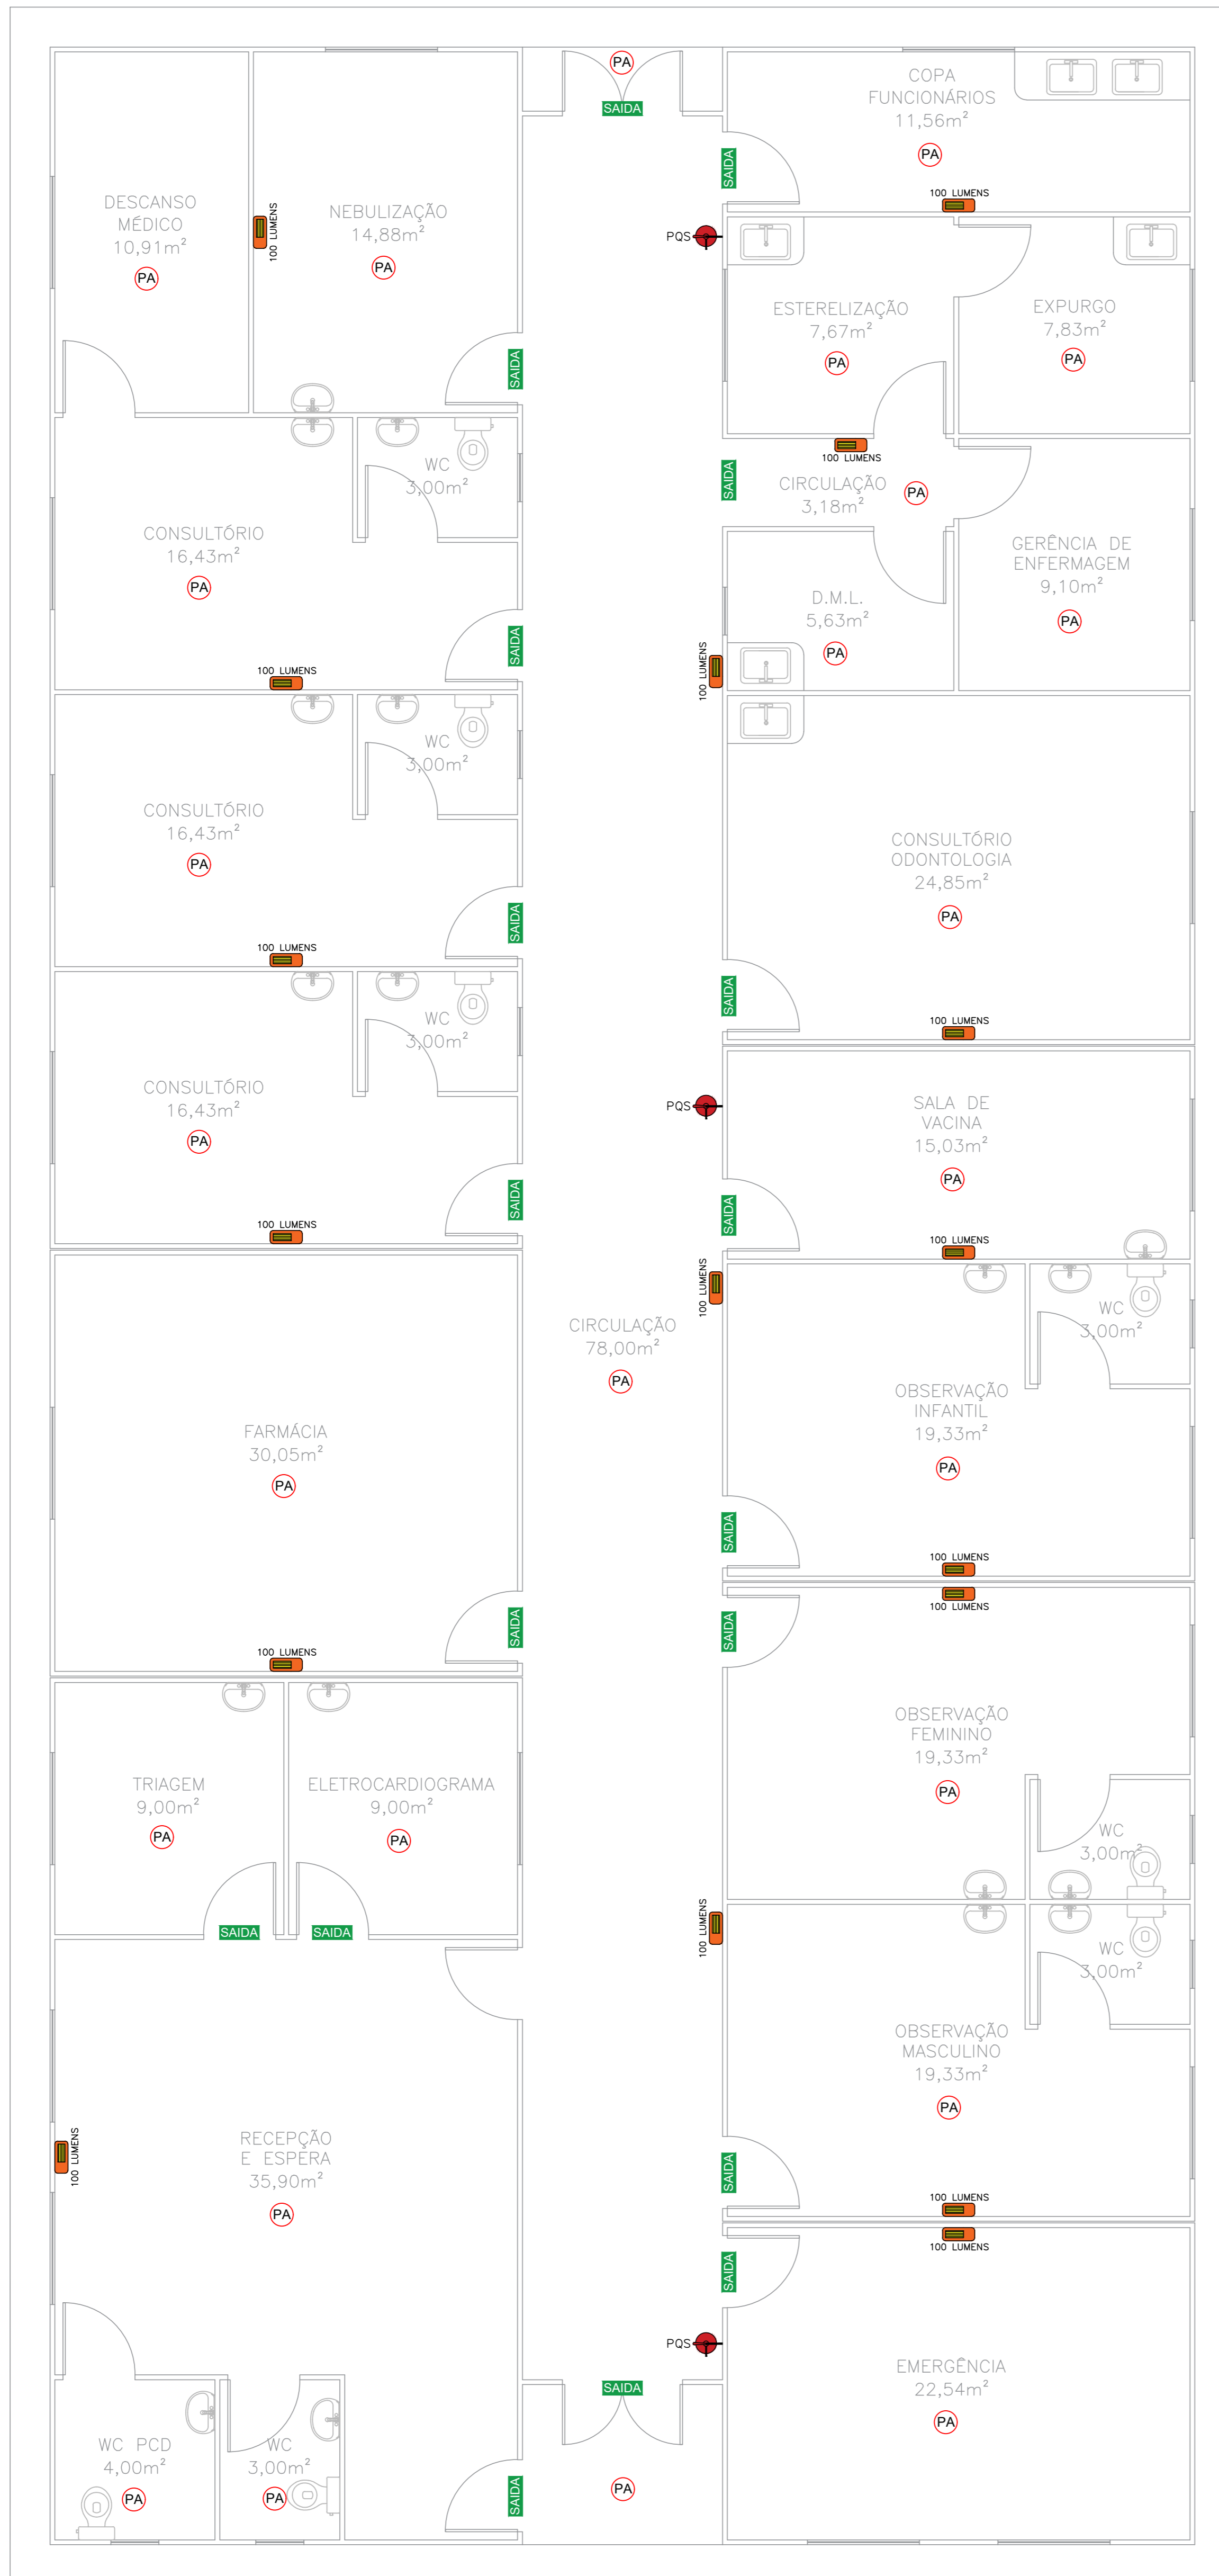 PA
SAIDA
COPA
FUNCIONÁRIOS
11,56m²
PA
SAIDA
100 LUMENS
DESCANSO
MÉDICO
10,91m²
PA
100 LUMENS
NEBULIZAÇÃO
14,88m²
PA
SAIDA
PQS
ESTERELIZAÇÃO
7,67m²
PA
EXPURGO
7,83m²
PA
100 LUMENS
SAIDA
CIRCULAÇÃO
3,18m²
PA
GERÊNCIA DE
ENFERMAGEM
9,10m²
PA
D.M.L.
5,63m²
PA
100 LUMENS
WC
3,00m²
CONSULTÓRIO
16,43m²
PA
SAIDA
100 LUMENS
WC
3,00m²
CONSULTÓRIO
16,43m²
PA
SAIDA
100 LUMENS
CONSULTÓRIO
ODONTOLOGIA
24,85m²
PA
SAIDA
100 LUMENS
WC
3,00m²
CONSULTÓRIO
16,43m²
PA
SAIDA
100 LUMENS
PQS
SALA DE
VACINA
15,03m²
PA
SAIDA
100 LUMENS
100 LUMENS
CIRCULAÇÃO
78,00m²
PA
WC
3,00m²
OBSERVAÇÃO
INFANTIL
19,33m²
PA
SAIDA
100 LUMENS
FARMÁCIA
30,05m²
PA
SAIDA
100 LUMENS
100 LUMENS
SAIDA
OBSERVAÇÃO
FEMININO
19,33m²
PA
WC
3,00m²
TRIAGEM
9,00m²
PA
SAIDA
ELETROCARDIOGRAMA
9,00m²
PA
SAIDA
100 LUMENS
WC
3,00m²
OBSERVAÇÃO
MASCULINO
19,33m²
PA
SAIDA
100 LUMENS
100 LUMENS
RECEPÇÃO
E ESPERA
35,90m²
PA
100 LUMENS
SAIDA
PQS
EMERGÊNCIA
22,54m²
PA
SAIDA
WC PCD
4,00m²
PA
WC
3,00m²
PA
SAIDA
PA